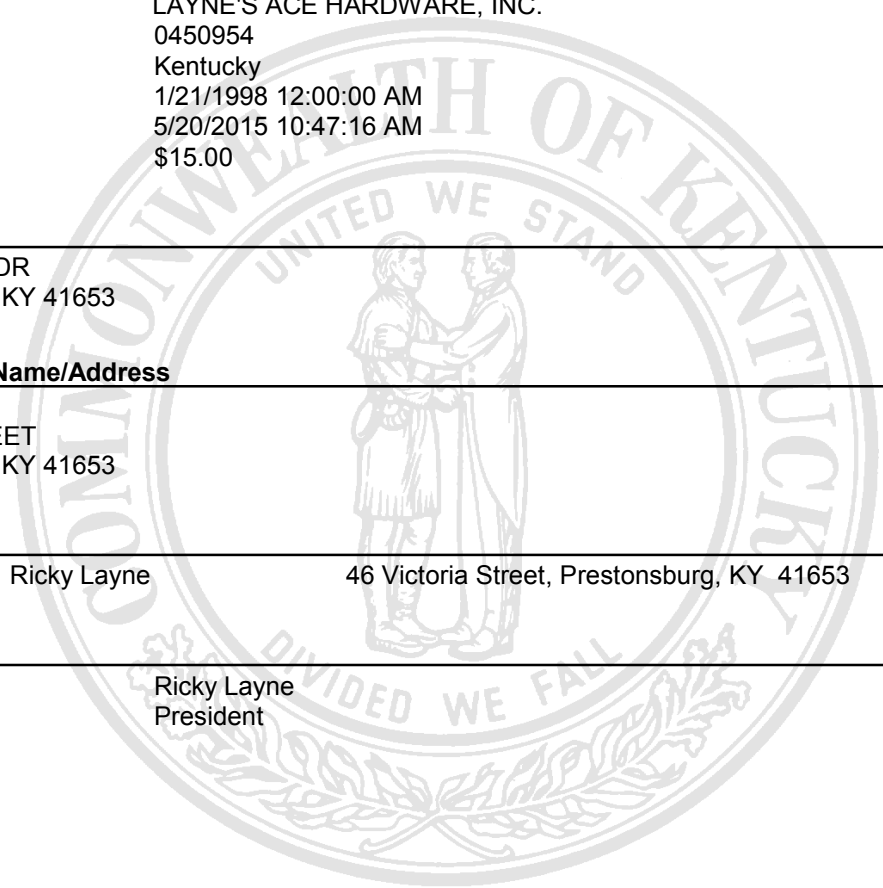 LAYNE'S ACE HARDWARE, INC.
0450954
Kentucky
1/21/1998 12:00:00 AM
5/20/2015 10:47:16 AM
$15.00
COMMONWEALTH OF KENTUCKY
UNITED WE STAND
DR
KY 41653
Name/Address
EET
KY 41653
Ricky Layne 46 Victoria Street, Prestonsburg, KY 41653
DIVIDED WE FALL
Ricky Layne
President